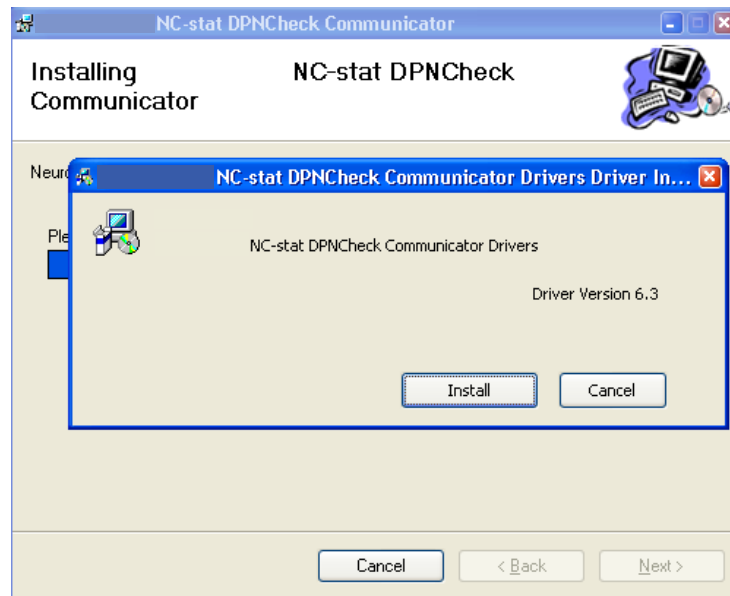 NC-stat DPNCheck Communicator
Installing NC-stat DPNCheck
Communicator
NC-stat DPNCheck Communicator Drivers Driver In...
NC-stat DPNCheck Communicator Drivers
Driver Version 6.3
Install Cancel
Cancel < Back Next >